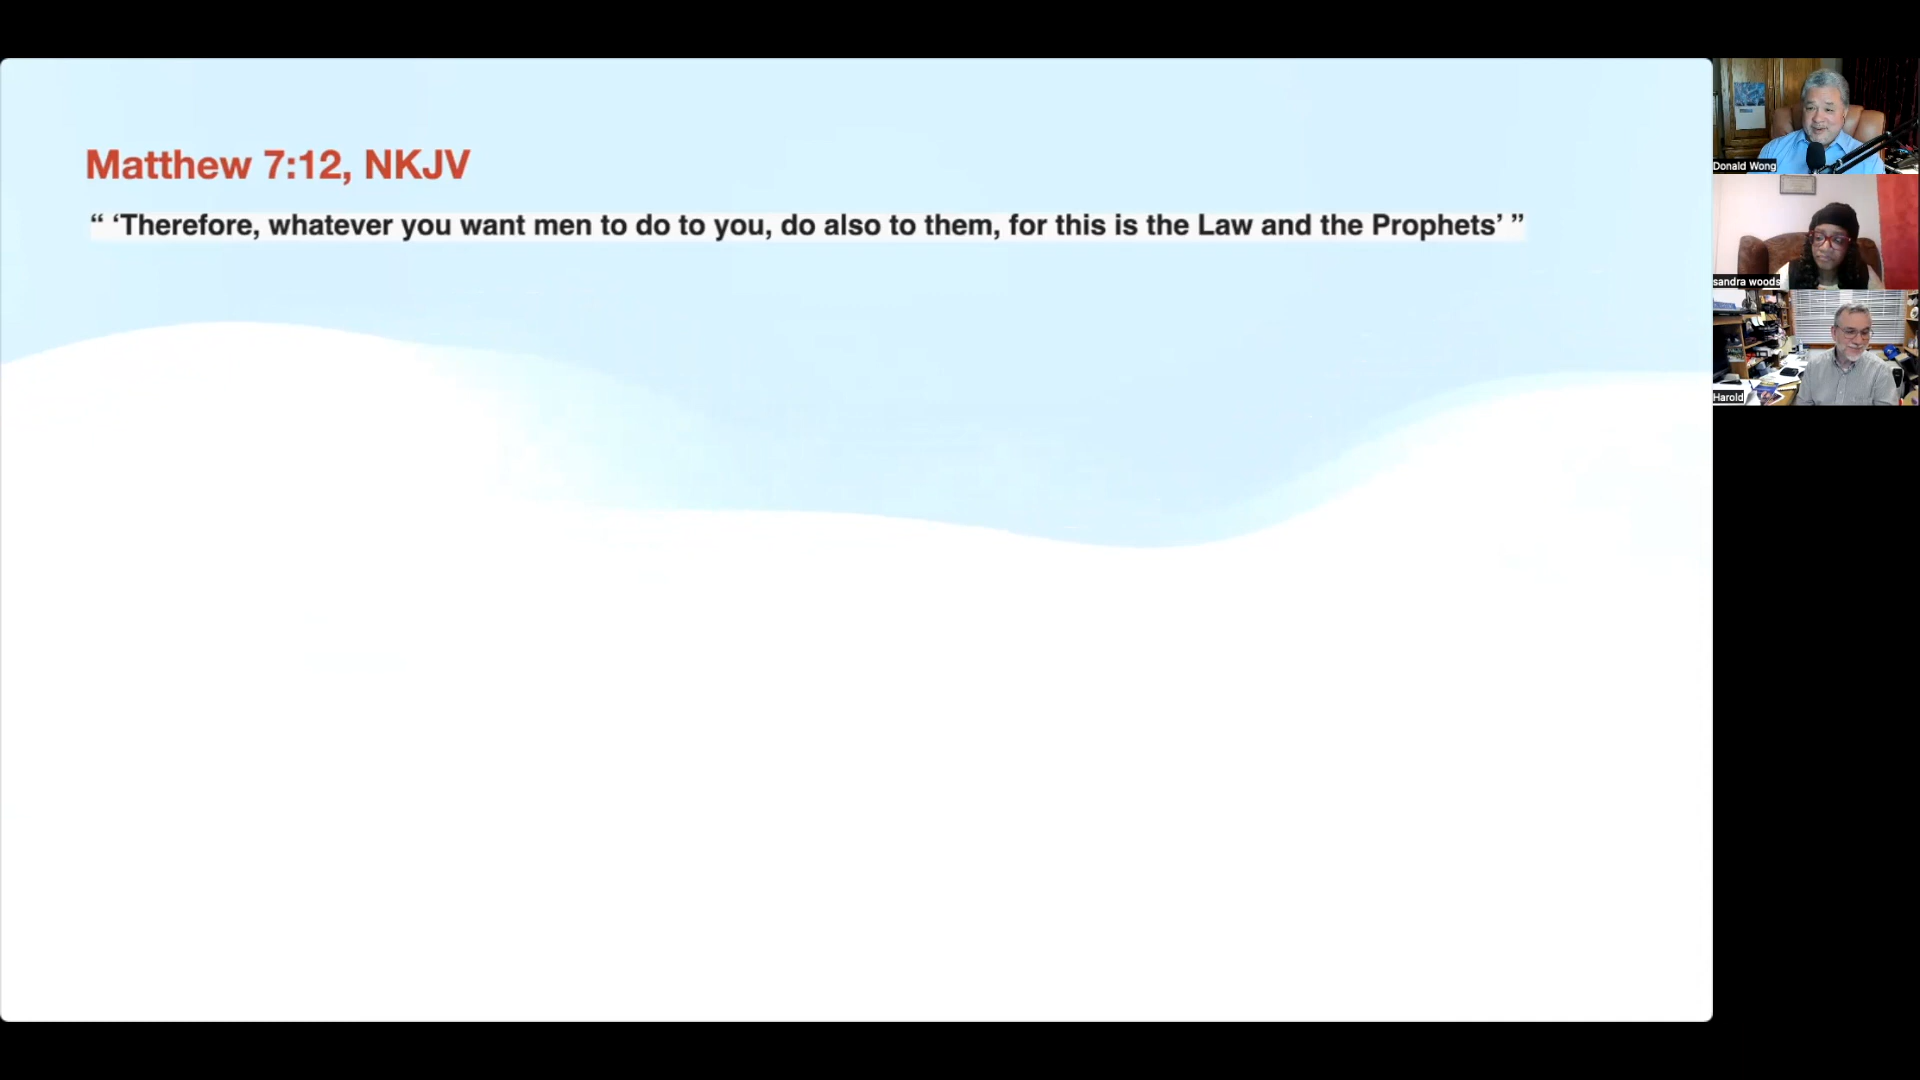 Matthew 7:12, NKJV
“ ‘Therefore, whatever you want men to do to you, do also to them, for this is the Law and the Prophets’ ”
Donald Wong
sandra woods
Harold